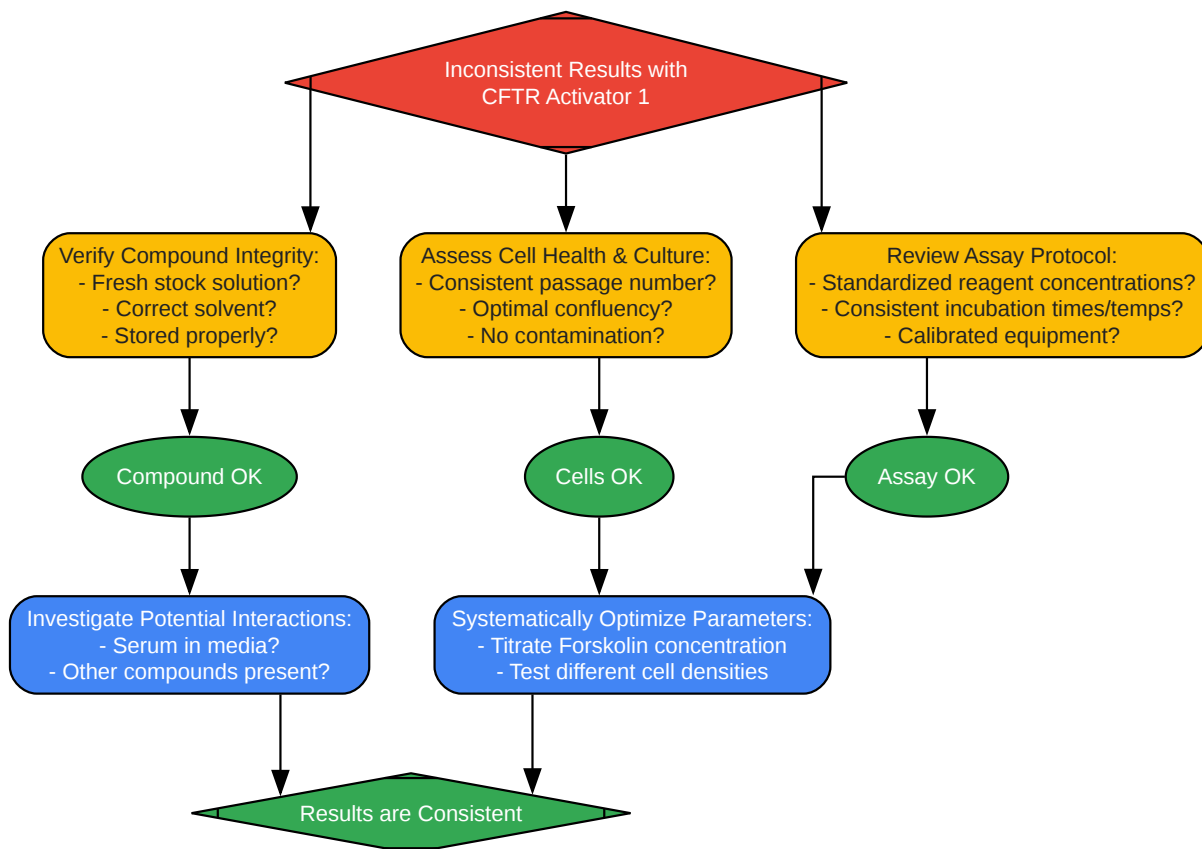 Inconsistent Results with
CFTR Activator 1
Verify Compound Integrity:
- Fresh stock solution?
- Correct solvent?
- Stored properly?
Assess Cell Health & Culture:
- Consistent passage number?
- Optimal confluency?
- No contamination?
Review Assay Protocol:
- Standardized reagent concentrations?
- Consistent incubation times/temps?
- Calibrated equipment?
Compound OK
Cells OK
Assay OK
Investigate Potential Interactions:
- Serum in media?
- Other compounds present?
Systematically Optimize Parameters:
- Titrate Forskolin concentration
- Test different cell densities
Results are Consistent